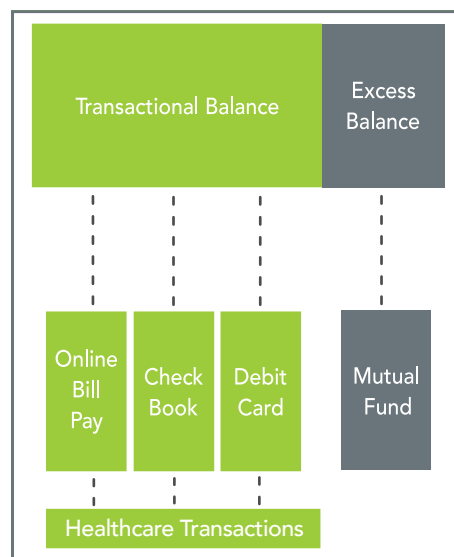 Transactional Balance
Excess
Balance
Online
Bill
Pay
Check
Book
Debit
Card
Mutual
Fund
Healthcare Transactions